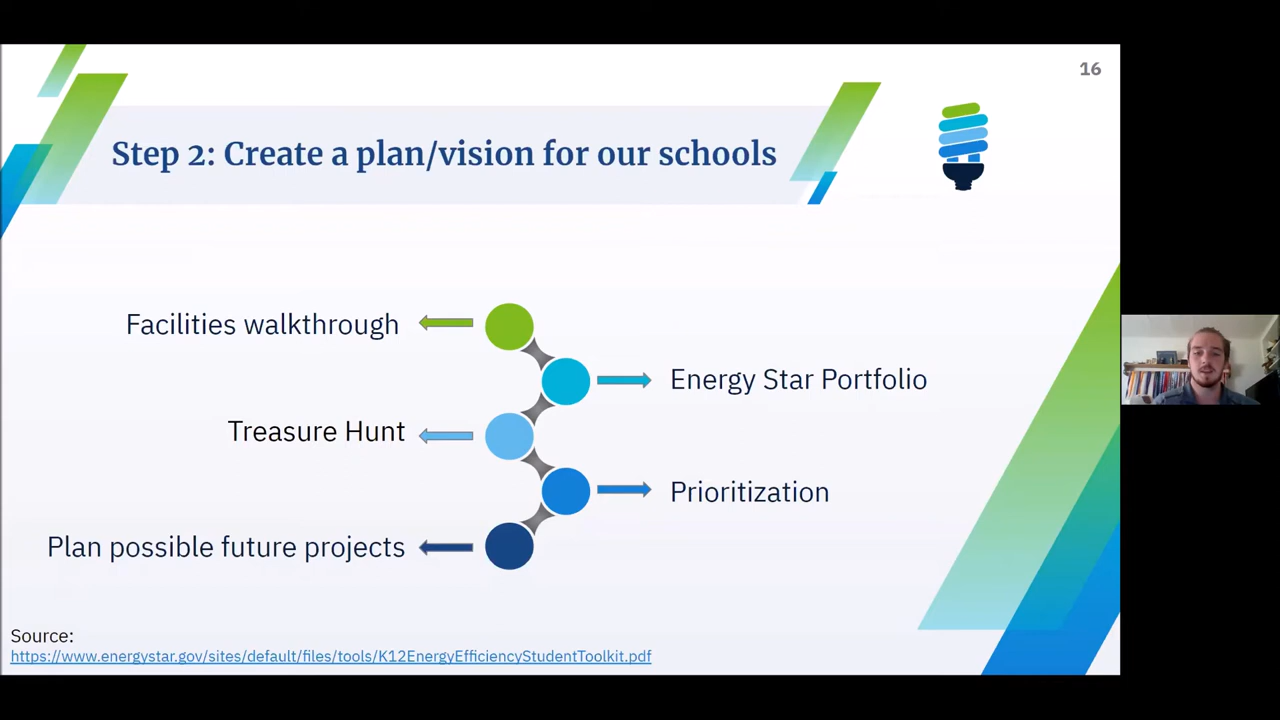 16
Step 2: Create a plan/vision for our schools
Facilities walkthrough
Energy Star Portfolio
Treasure Hunt
Prioritization
Plan possible future projects
Source:
https://www.energystar.gov/sites/default/files/tools/K12EnergyEfficiencyStudentToolkit.pdf